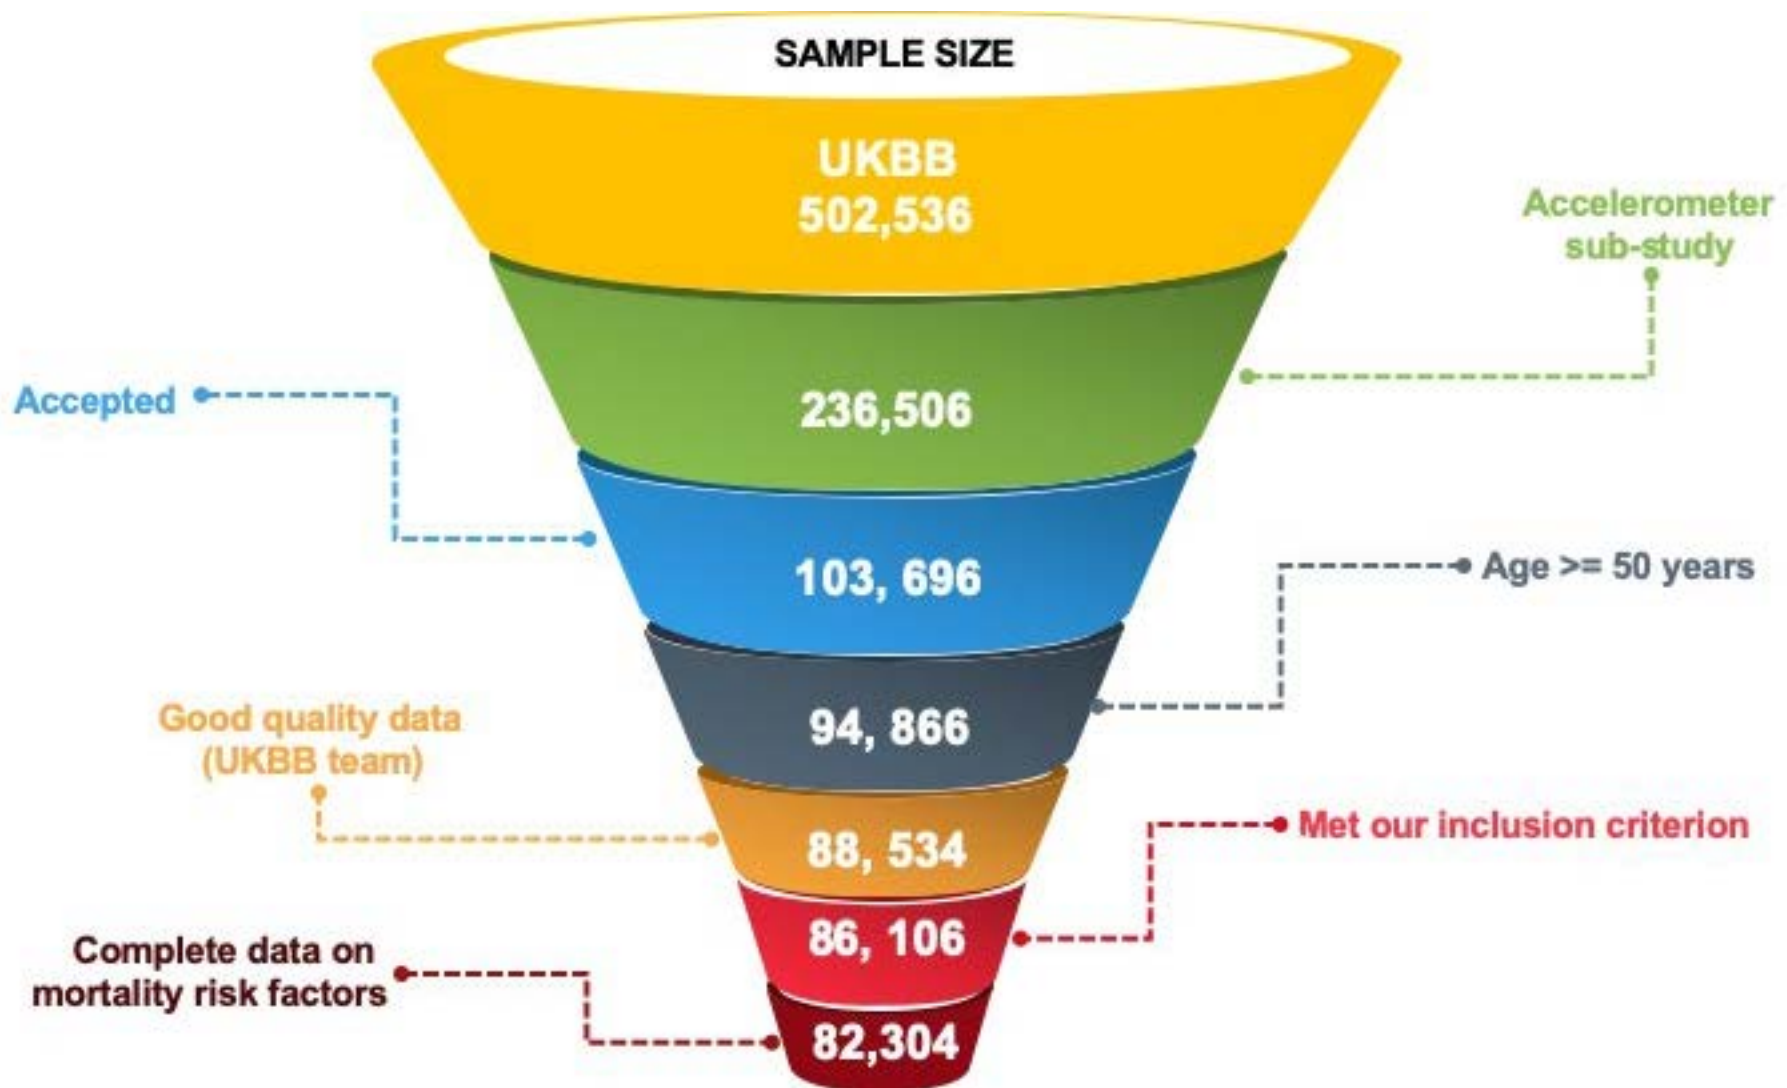 SAMPLE SIZE
UKBB
502,536
Accelerometer
sub-study
236,506
Accepted
103, 696
Age >= 50 years
94, 866
Good quality data
(UKBB team)
88, 534
Met our inclusion criterion
86, 106
Complete data on
mortality risk factors
82,304